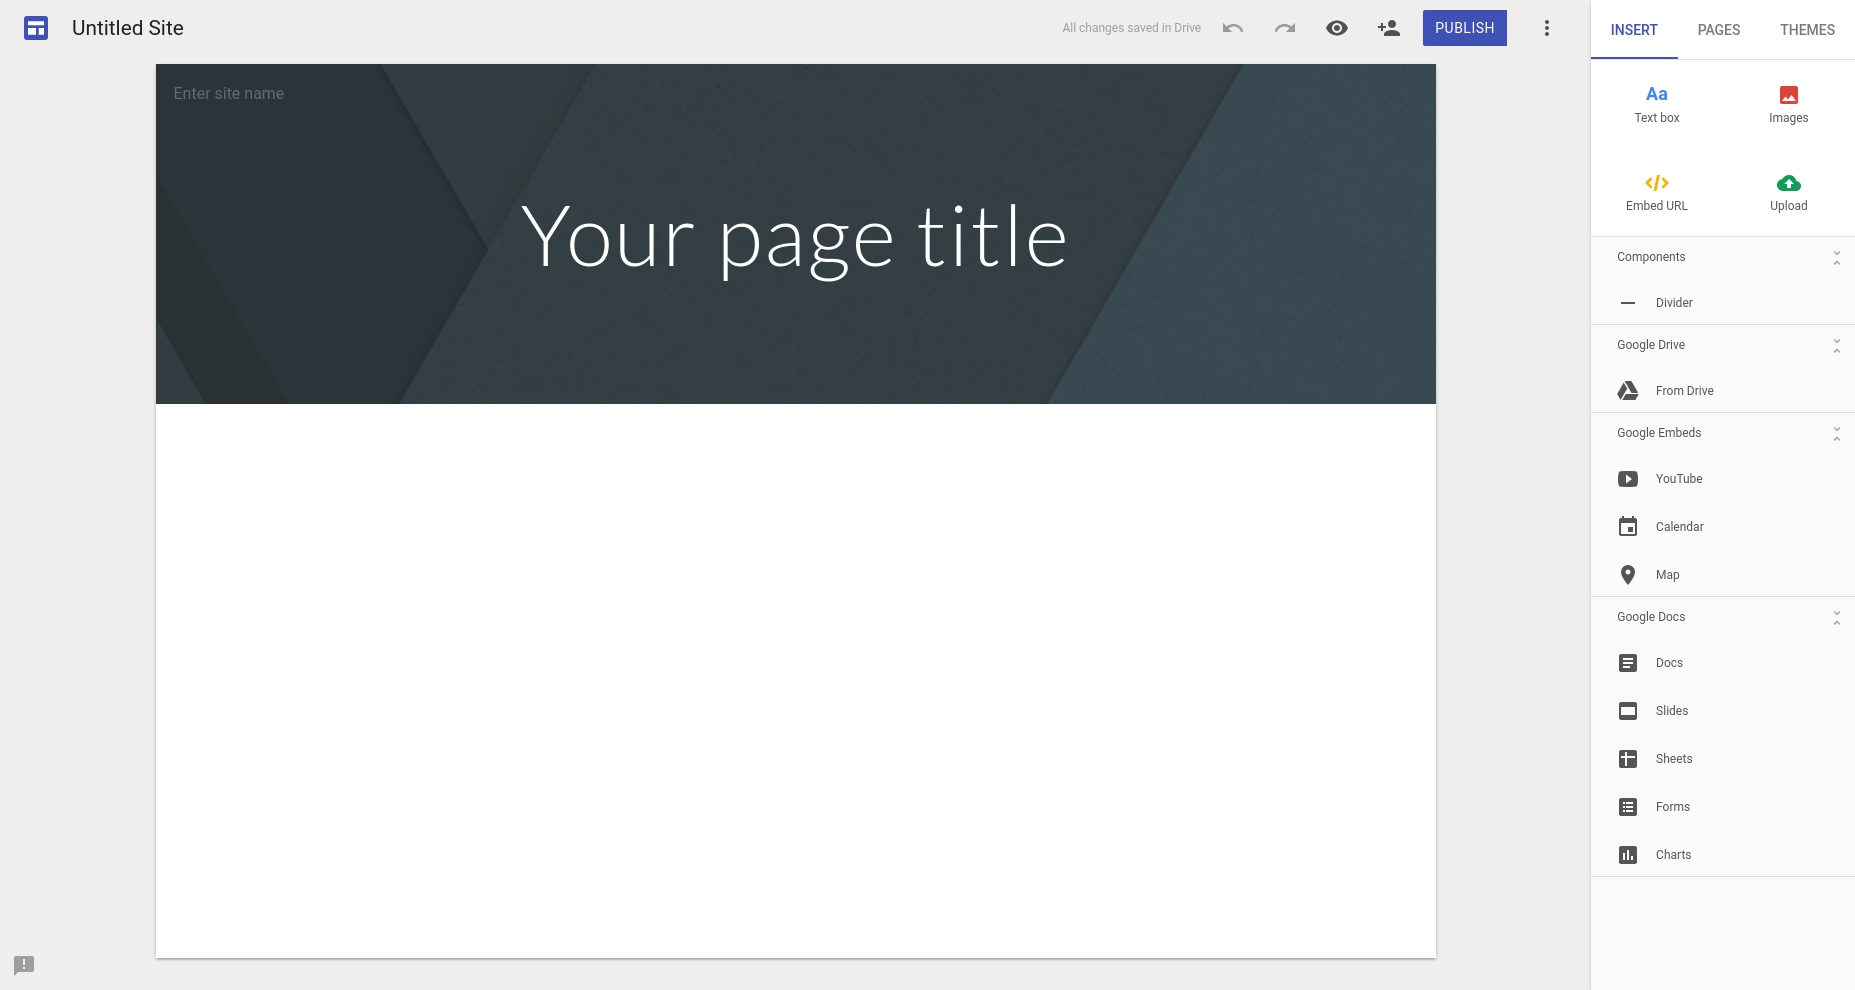 Untitled Site
All changes saved in Drive
PUBLISH
INSERT
PAGES
THEMES
Enter site name
Your page title
Aa
Text box
Images
Embed URL
Upload
Components
Divider
Google Drive
From Drive
Google Embeds
YouTube
Calendar
Map
Google Docs
Docs
Slides
Sheets
Forms
Charts